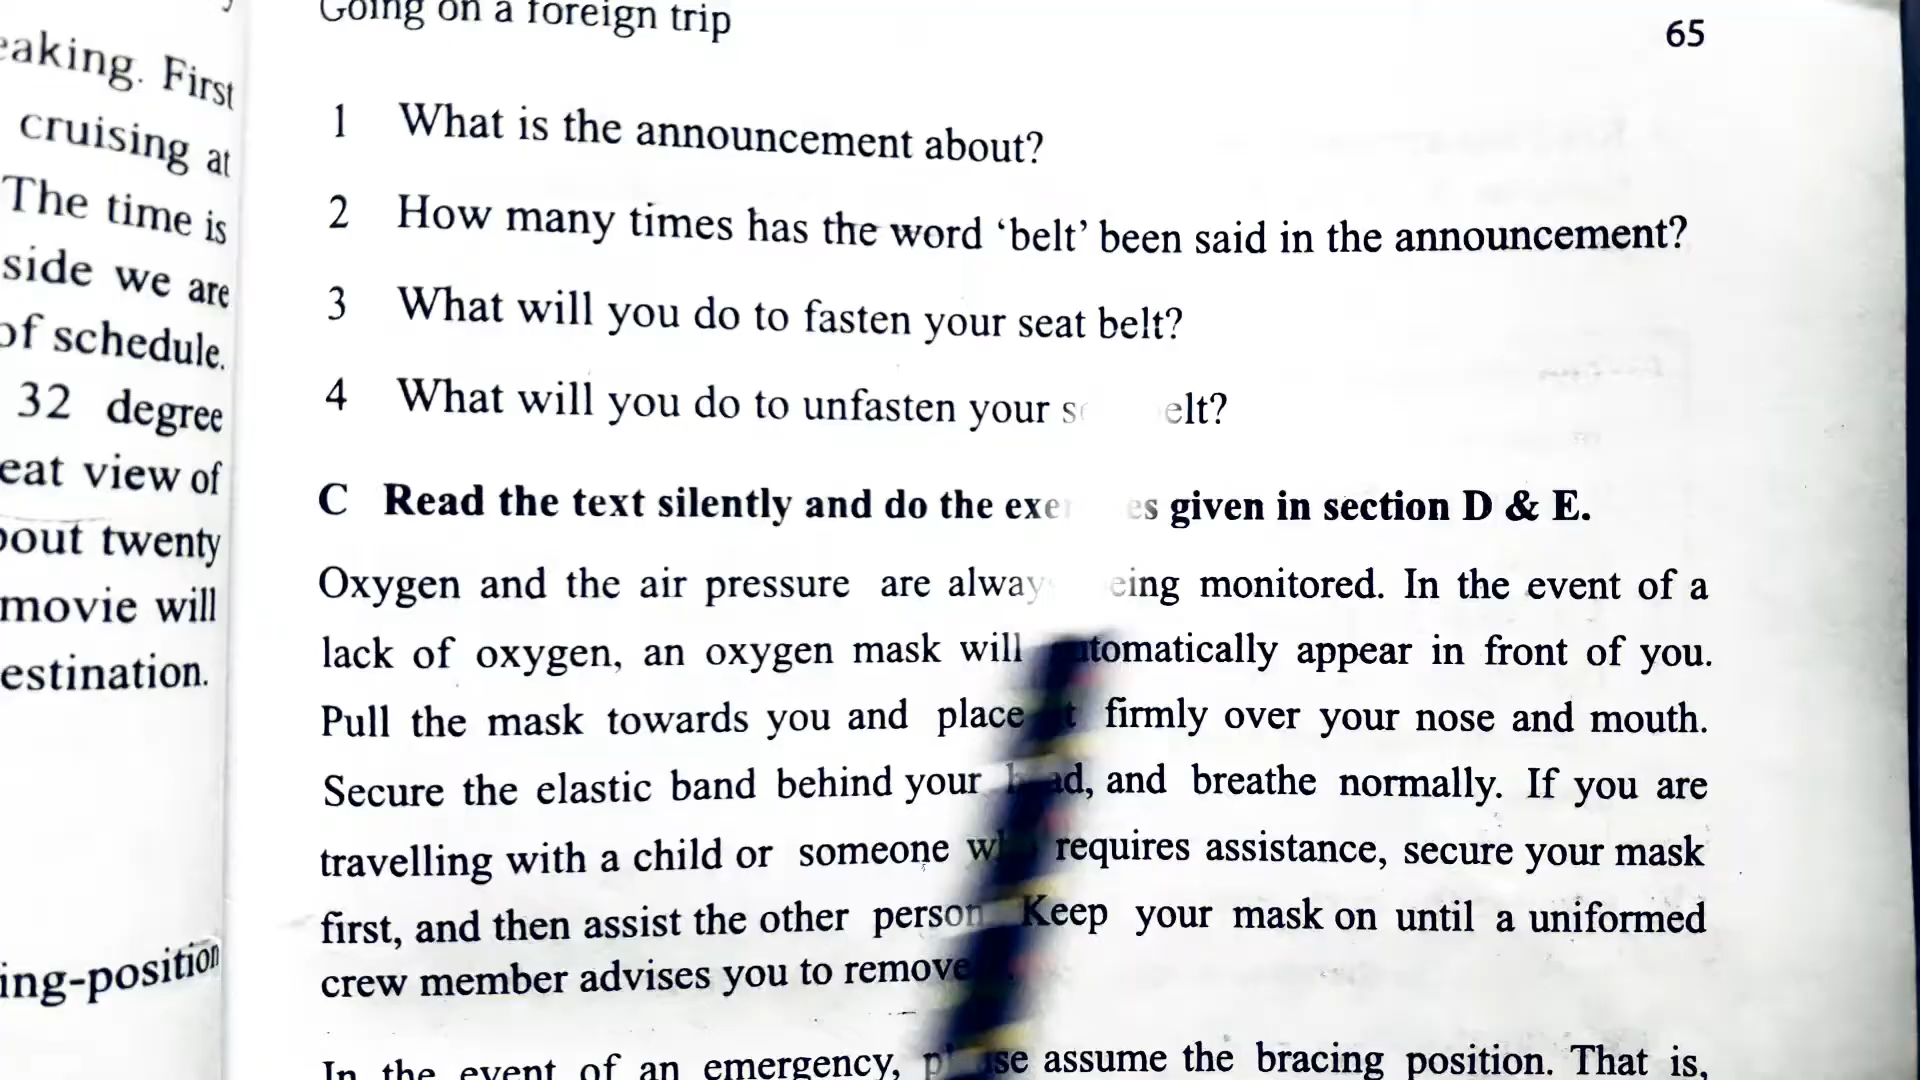 eaking. First
cruising at
The time is
side we are
of schedule.
32 degree
eat view of
bout twenty
movie will
estination.
ing-position
Going on a foreign trip
65
1 What is the announcement about?
2 How many times has the word ‘belt’ been said in the announcement?
3 What will you do to fasten your seat belt?
4 What will you do to unfasten your elt?
C Read the text silently and do the given in section D & E.
Oxygen and the air pressure are eing monitored. In the event of a
lack of oxygen, an oxygen mask will tomatically appear in front of you.
Pull the mask towards you and place firmly over your nose and mouth.
Secure the elastic band behind your and breathe normally. If you are
travelling with a child or someone requires assistance, secure your mask
first, and then assist the other person Keep your mask on until a uniformed
crew member advises you to remove
In the event of an emergency, assume the bracing position. That is,